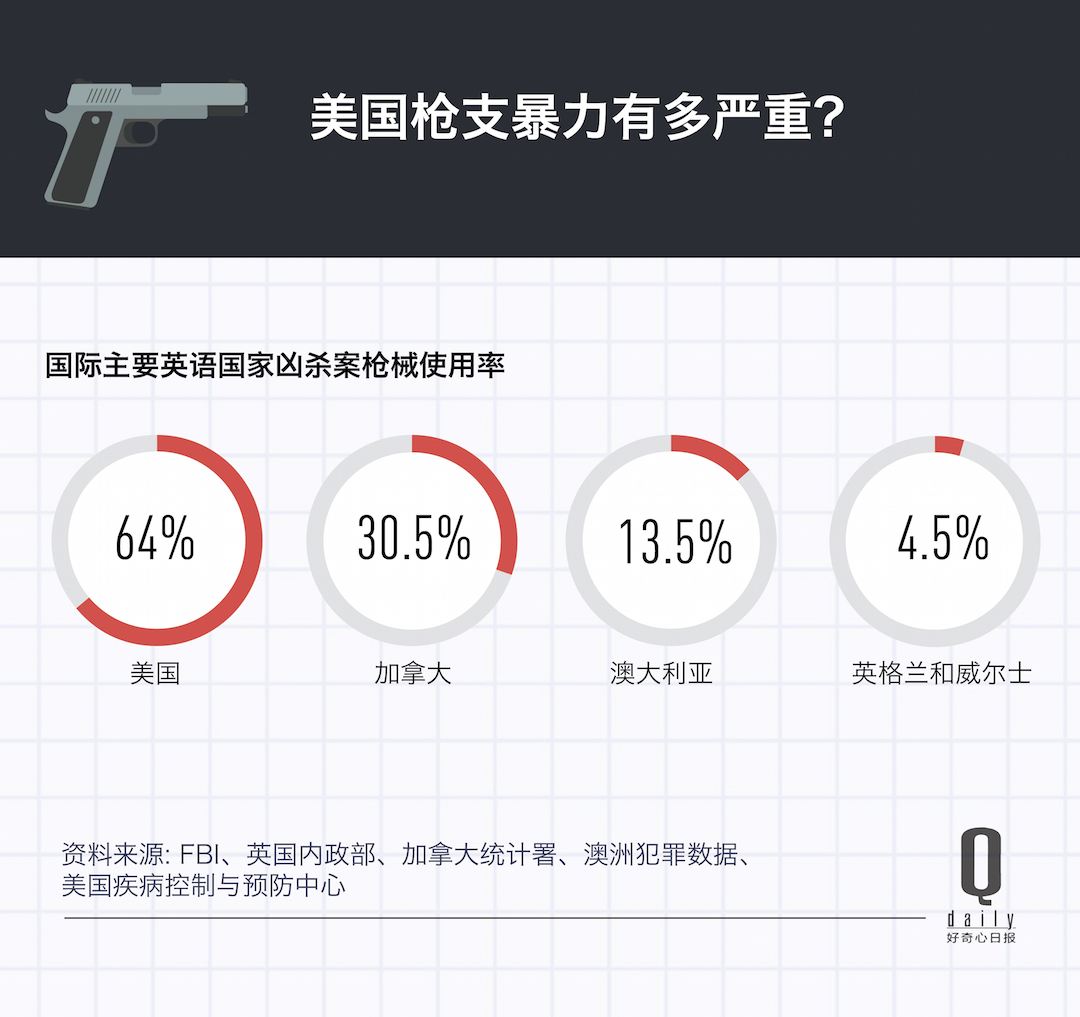 美国枪支暴力有多严重?
国际主要英语国家凶杀案枪械使用率
64%
30.5%
13.5%
4.5%
美国
加拿大
澳大利亚
英格兰和威尔士
资料来源: FBI、英国内政部、加拿大统计署、澳洲犯罪数据、
美国疾病控制与预防中心
Q
daily
好奇心日报